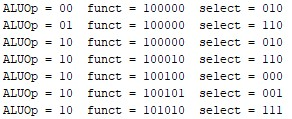 ALUOp = 00  funct = 100000  select = 010
ALUOp = 01  funct = 100000  select = 110
ALUOp = 10  funct = 100000  select = 010
ALUOp = 10  funct = 100010  select = 110
ALUOp = 10  funct = 100100  select = 000
ALUOp = 10  funct = 100101  select = 001
ALUOp = 10  funct = 101010  select = 111